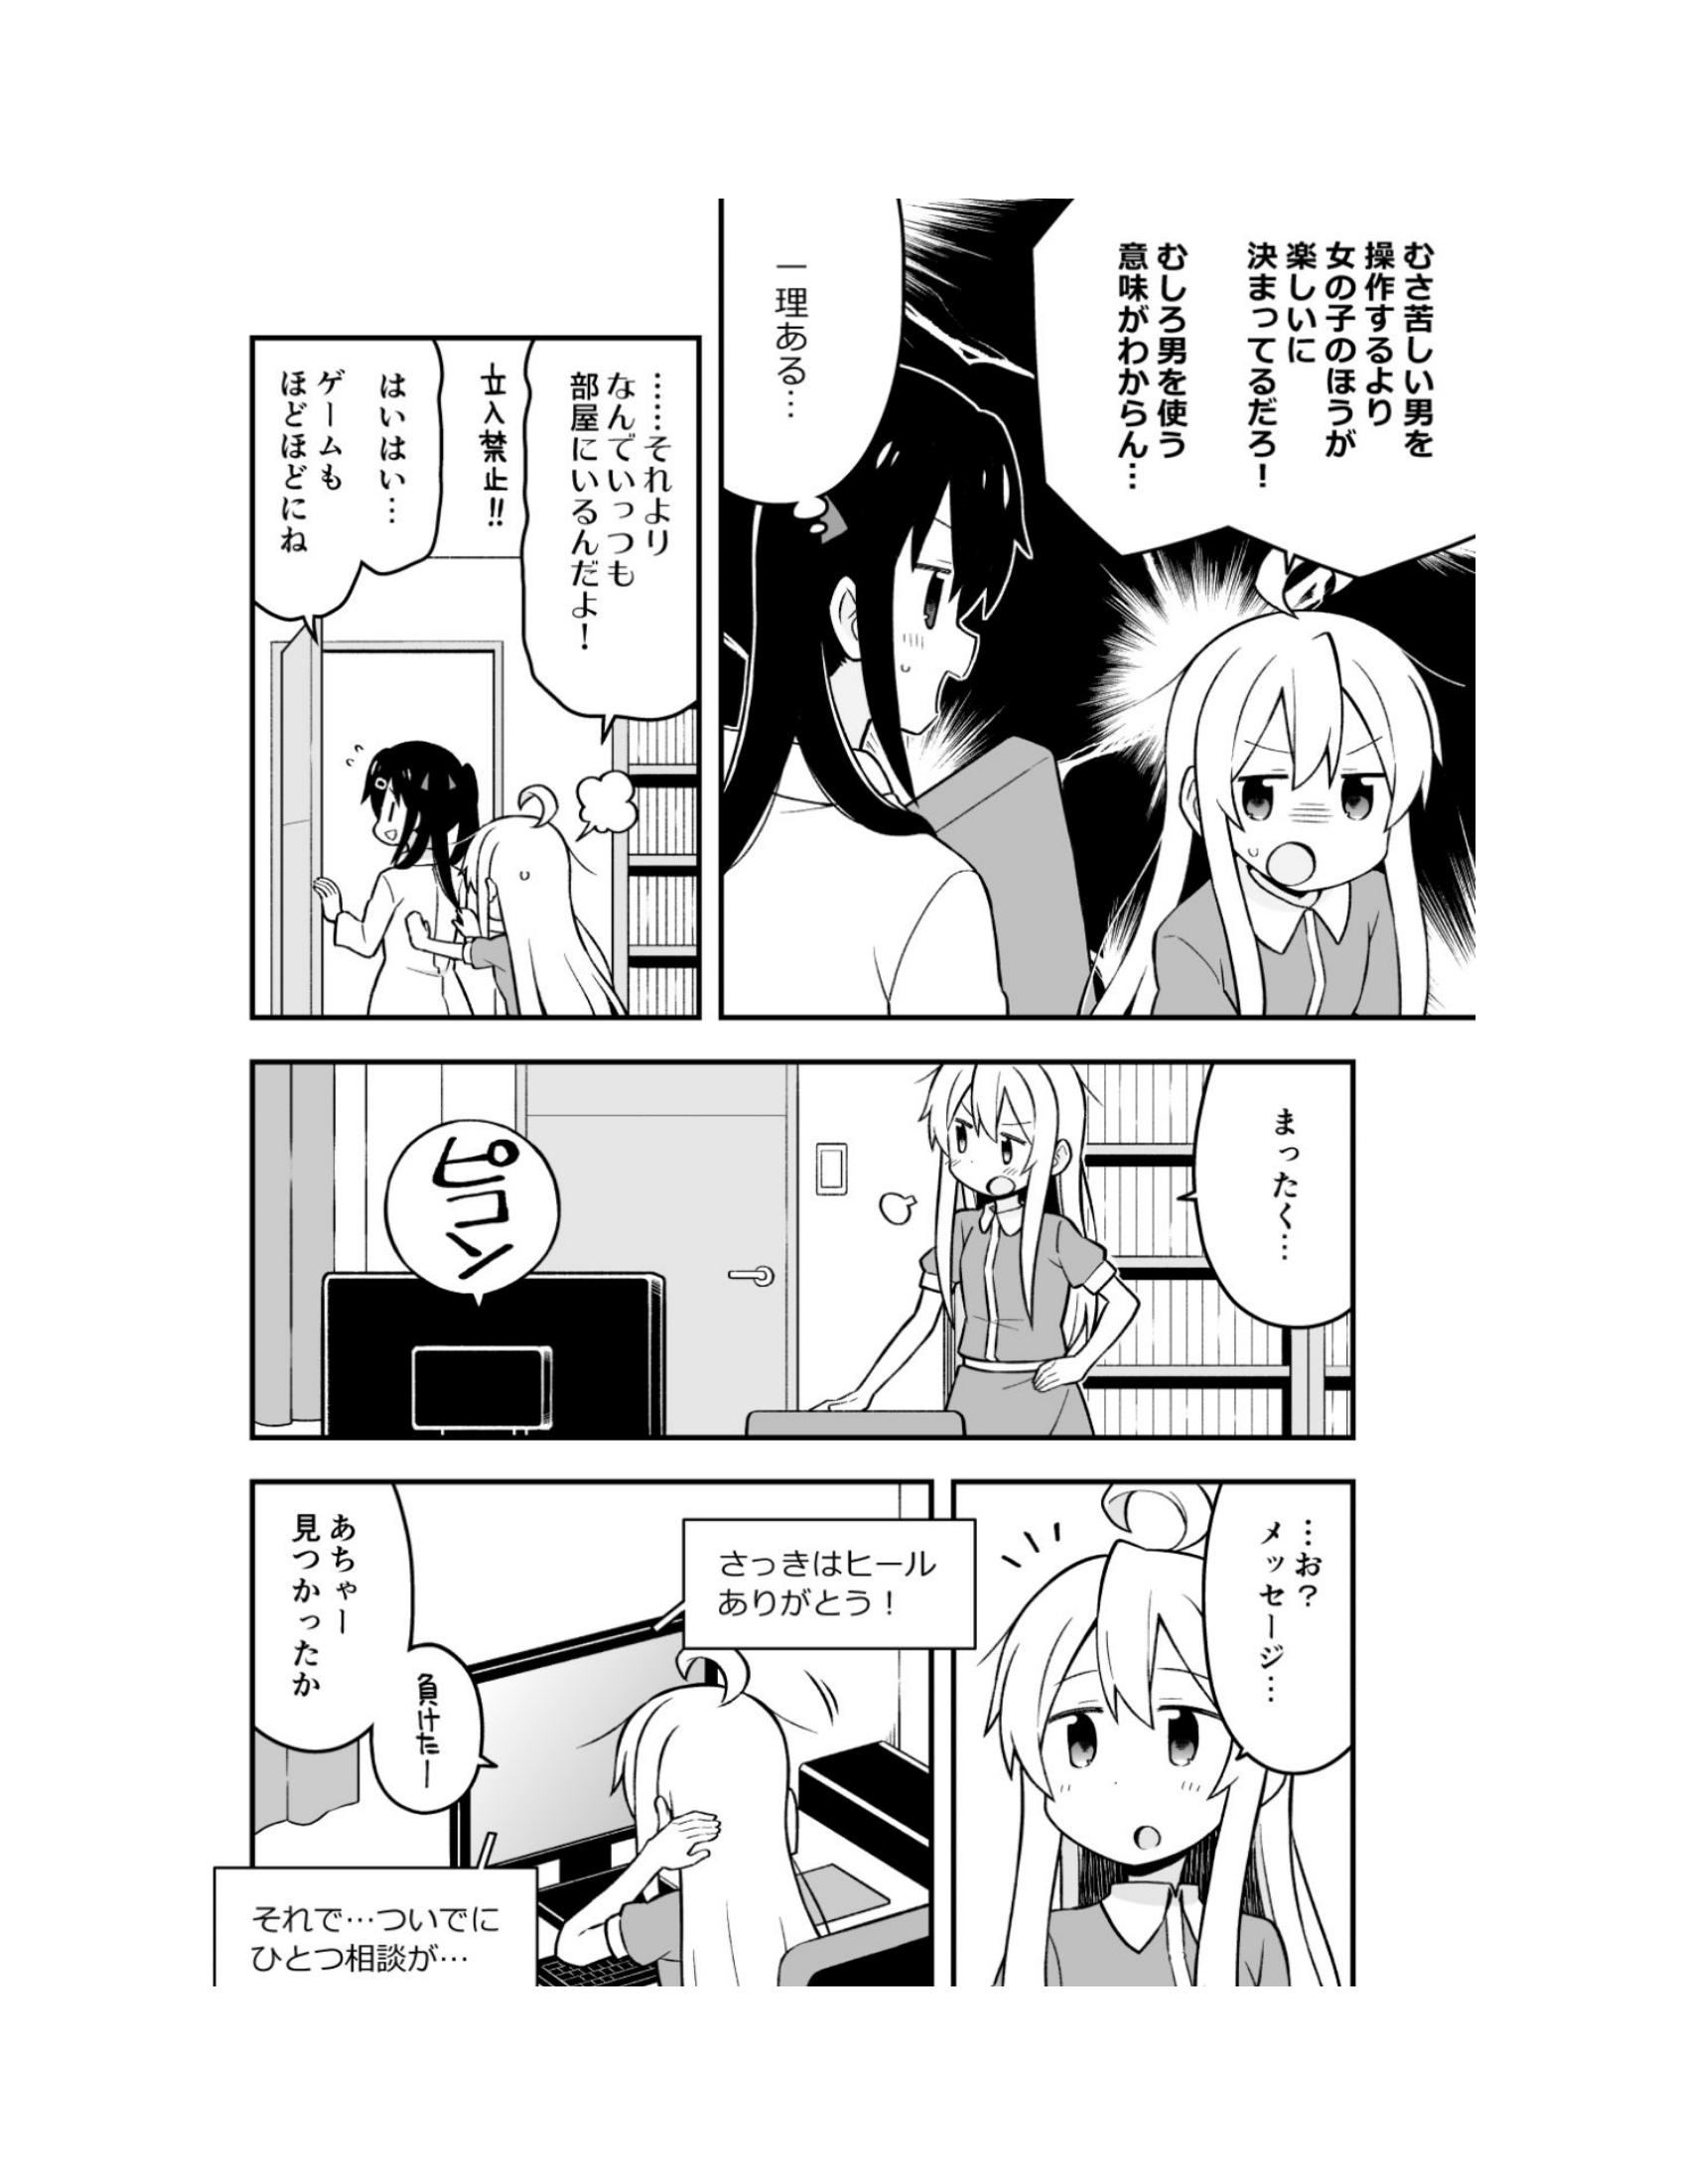 むさ苦しい男を
操作するより
女の子のほうが
楽しいに
決まってるだろ！
むしろ男を使う
意味がわからん…
一理ある…
……それより
なんでいっつも
部屋にいるんだよ！
立入禁止!!
はいはい…
ゲームも
ほどほどにね
まったく…
ピコン
…お？
メッセージ…
さっきはヒール
ありがとう！
あちゃー
見つかったか
負けたー
それで…ついでに
ひとつ相談が…